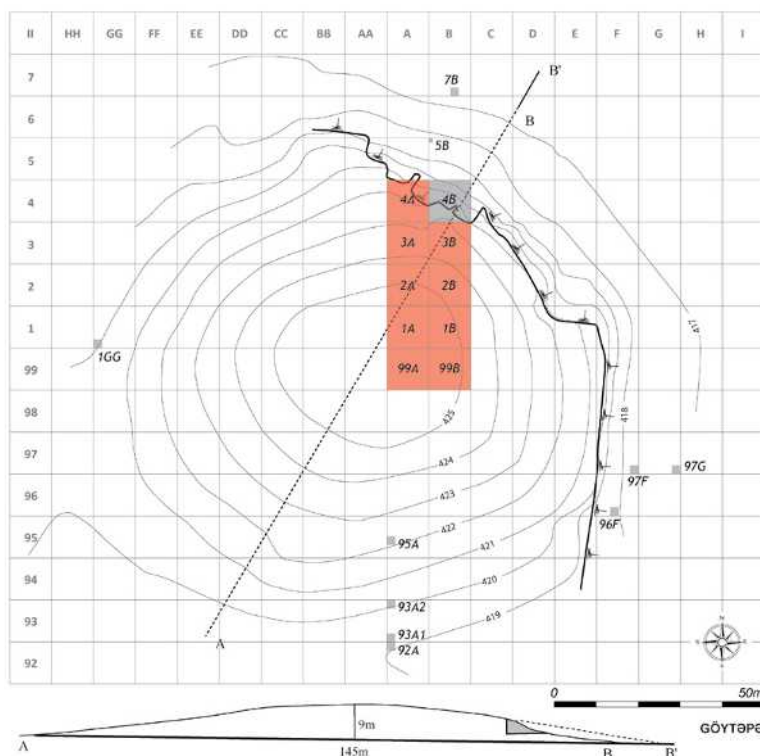 II HH GG FF EE DD CC BB AA A B C D E F G H I
7 7B B'
6 B
5 5B
4 4A 4B
3 3A 3B
2 2A 2B
1 1A 1B 417
1GG
99 99A 99B
98 425 418
97 424
97F 97G
96 423
96F
95 95A 422 421
94 420
93 93A2 419
A 93A1
92 92A
0 50m
9m
GÖYTƏPƏ
A 145m B B'